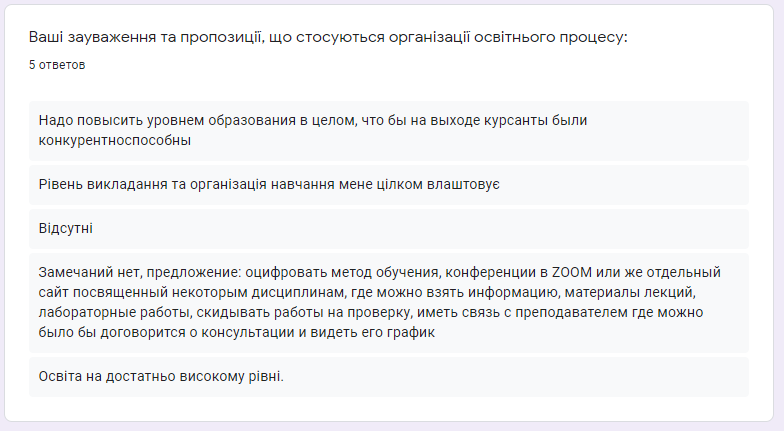 Ваші зауваження та пропозиції, що стосуються організації освітнього процесу:
5 ответов
Надо повысить уровнем образования в целом, что бы на выходе курсанты были
конкурентноспособны
Рівень викладання та організація навчання мене цілком влаштовує
Відсутні
Замечаний нет, предложение: оцифровать метод обучения, конференции в ZOOM или же отдельный
сайт посвященный некоторым дисциплинам, где можно взять информацию, материалы лекций,
лабораторные работы, скидывать работы на проверку, иметь связь с преподавателем где можно
было бы договорится о консультации и видеть его график
Освіта на достатньо високому рівні.